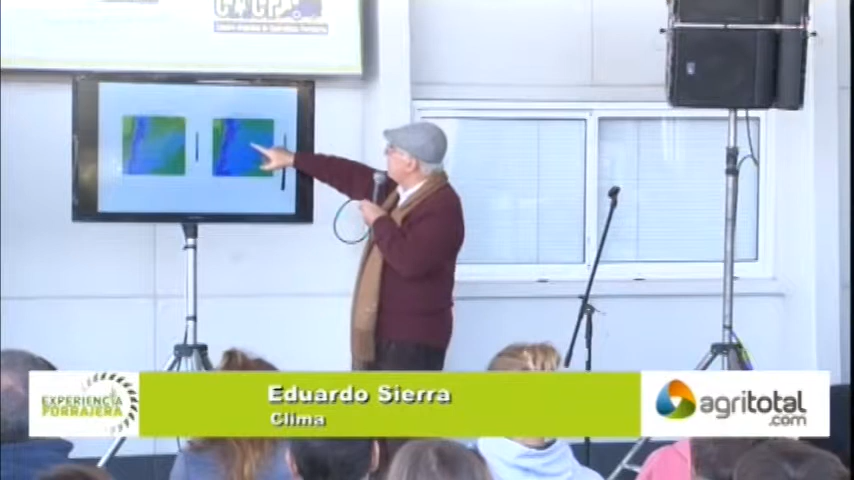 EXPERIENCIA
FORRAJERA
Eduardo Sierra
Clima
agritotal
.com